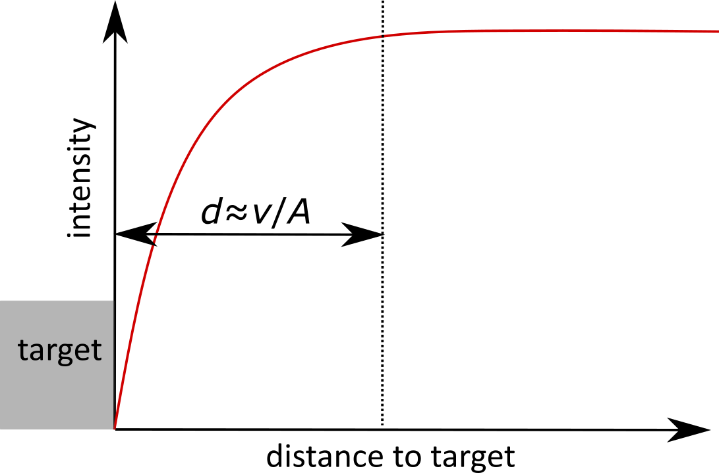 intensity
d≈v/A
target
distance to target